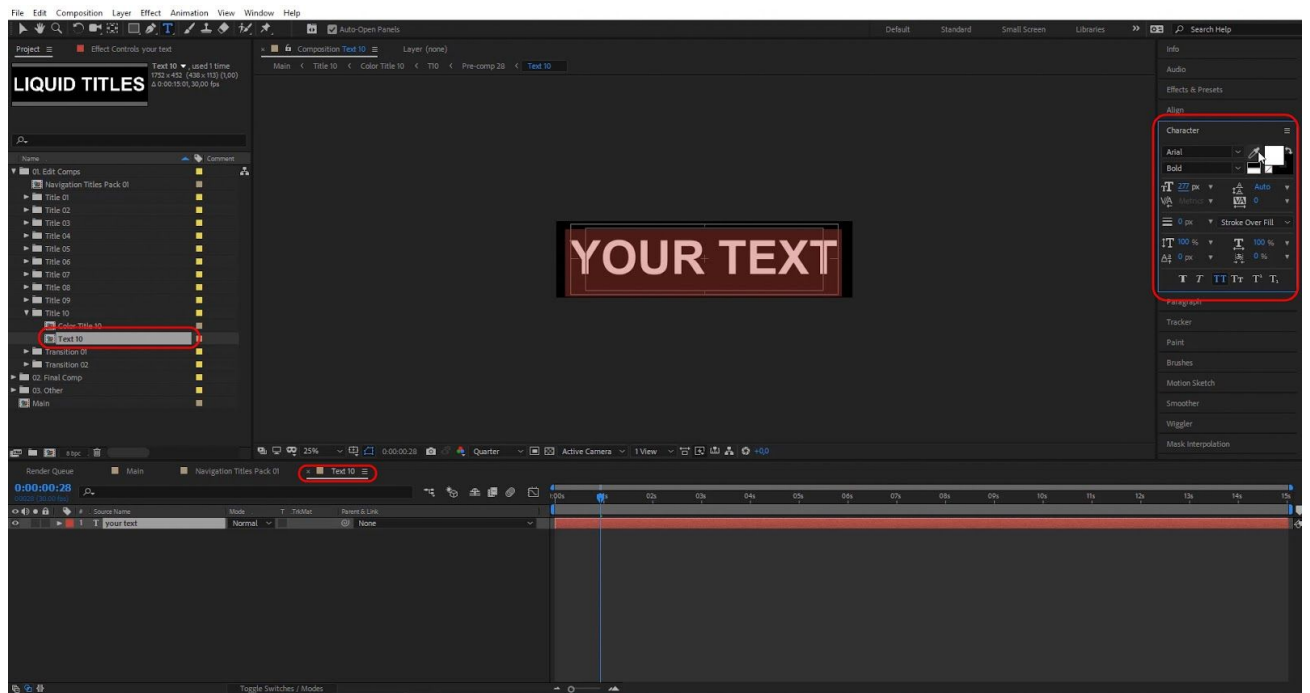 File Edit Composition Layer Effect Animation View Window Help
Auto-Open Panels Default Standard Small Screen Libraries Search Help
Project Effect Controls your text
Composition Text 10 Layer (none)
Main Title 10 Color Title 10 T10 Pre-comp 28 Text 10
LIQUID TITLES
Text 10 , used 1 time
1752 x 452 (438 x 113) (1,00)
Δ 0:00:15:01, 30,00 fps
Name Comment
01. Edit Comps
Navigation Titles Pack 01
Title 01
Title 02
Title 03
Title 04
Title 05
Title 06
Title 07
Title 08
Title 09
Title 10
Color Title 10
Text 10
Transition 01
Transition 02
02. Final Comp
03. Other
Main
8 bpc
YOUR TEXT
25% 0:00:00:28 Quarter Active Camera 1 View +0,0
Info
Audio
Effects & Presets
Align
Character
Arial
Bold
277 px Auto
Metrics 0
0 px Stroke Over Fill
100 % 100 %
0 px 0 %
T T TT Tr T' T,
Paragraph
Tracker
Paint
Brushes
Motion Sketch
Smoother
Wiggler
Mask Interpolation
Render Queue Main Navigation Titles Pack 01 Text 10
0:00:00:28
00028 (30.00 fps)
# Source Name Mode T TrkMat Parent & Link
1 T your text Normal None
02s 03s 04s 05s 06s 07s 08s 09s 10s 11s 12s 13s 14s 15s
Toggle Switches / Modes